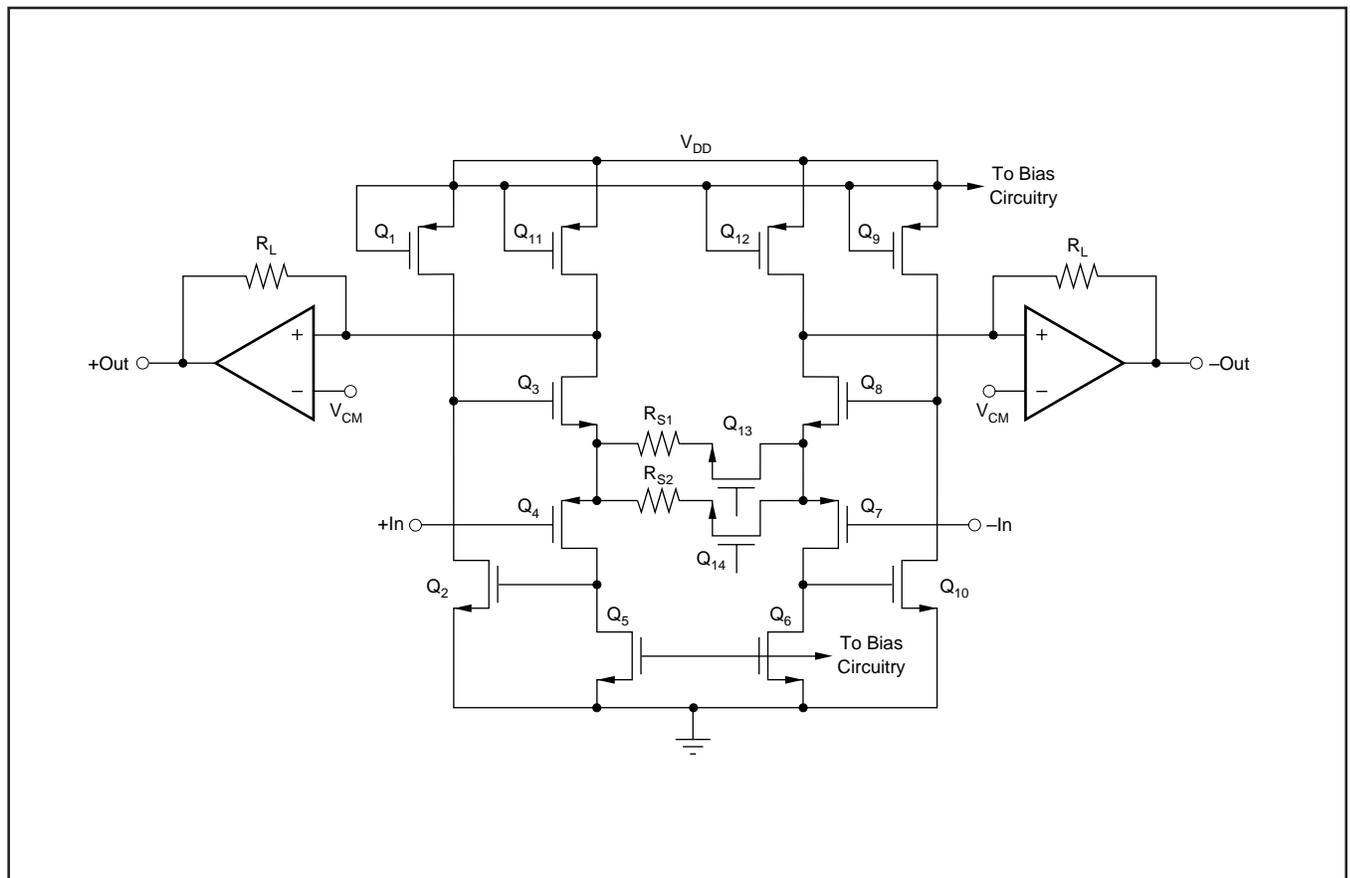 V_DD
To Bias
Circuitry
Q_1
Q_11
Q_12
Q_9
R_L
R_L
+
+
+Out
–Out
–
–
V_CM
V_CM
Q_3
Q_8
R_S1
Q_13
R_S2
Q_4
Q_7
+In
–In
Q_14
Q_2
Q_10
Q_5
Q_6
To Bias
Circuitry